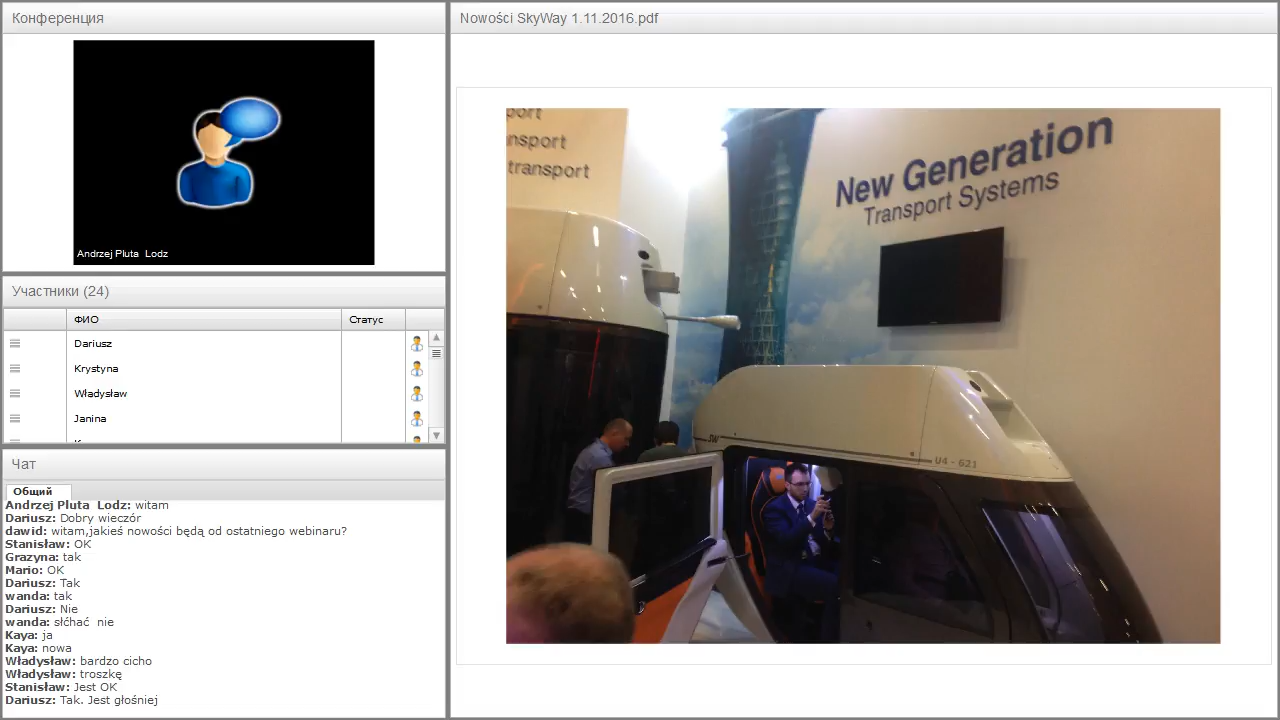 Конференция
Andrzej Pluta  Lodz
Участники (24)
ФИО
Статус
Dariusz
Krystyna
Władysław
Janina
Чат
Общий
Andrzej Pluta  Lodz: witam
Dariusz: Dobry wieczór
dawid: witam,jakieś nowości będą od ostatniego webinaru?
Stanisław: OK
Grazyna: tak
Mario: OK
Dariusz: Tak
wanda: tak
Dariusz: Nie
wanda: słćhać  nie
Kaya: ja
Kaya: nowa
Władysław: bardzo cicho
Władysław: troszkę
Stanisław: Jest OK
Dariusz: Tak. Jest głośniej
Nowości SkyWay 1.11.2016.pdf
transport
New Generation
Transport Systems
SW
U4 - 621